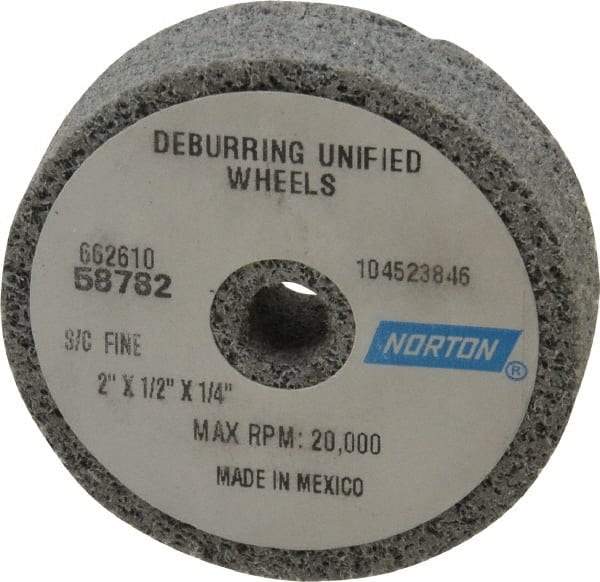 DEBURRING UNIFIED
WHEELS
662610
58782
104523846
S/C FINE
NORTON®
2" X 1/2" X 1/4"
MAX RPM: 20,000
MADE IN MEXICO